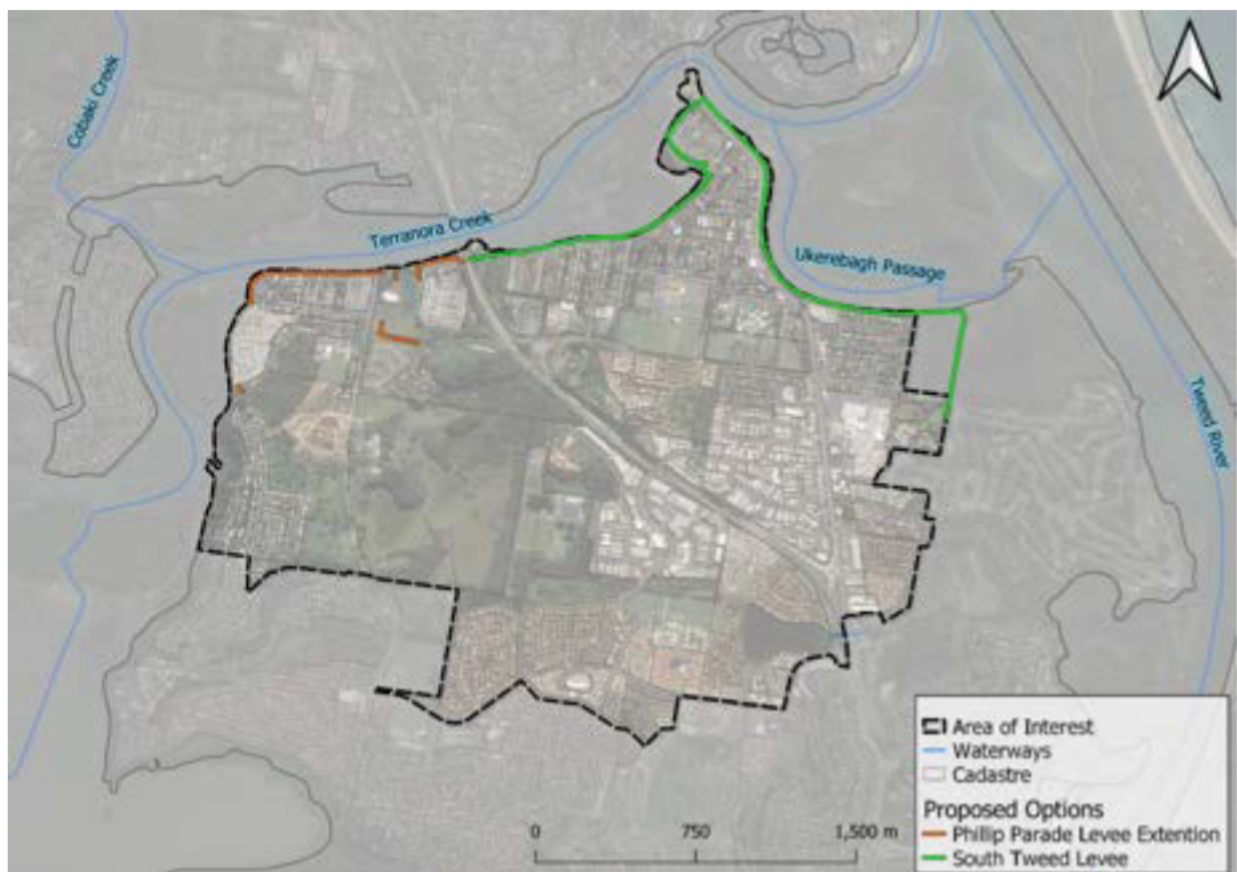 Cobaki Creek
Terranora Creek
Ukerebagh Passage
Tweed River
Area of Interest
Waterways
Cadastre
Proposed Options
Phillip Parade Levee Extention
South Tweed Levee
0 750 1,500 m